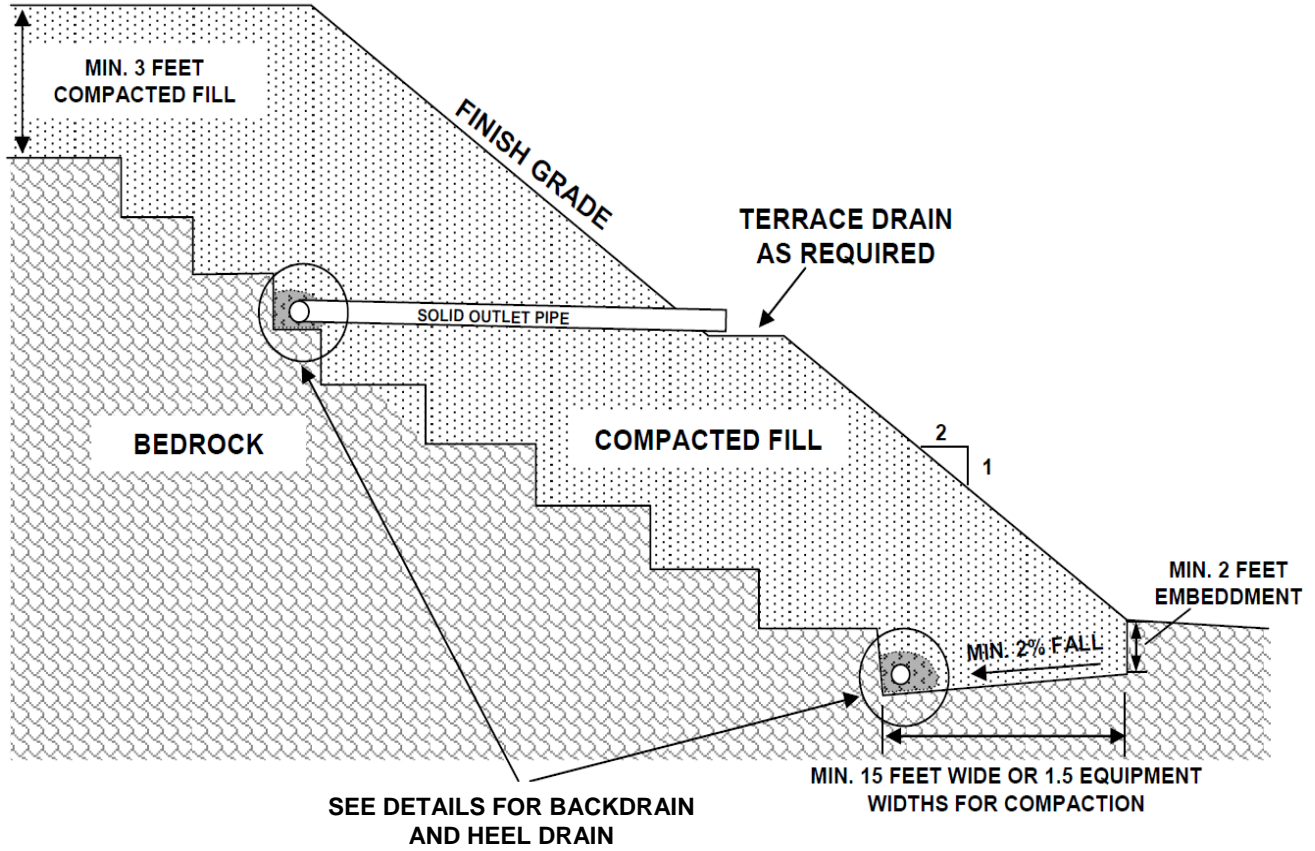 MIN. 3 FEET
COMPACTED FILL
FINISH GRADE
TERRACE DRAIN
AS REQUIRED
SOLID OUTLET PIPE
BEDROCK
COMPACTED FILL
2
1
MIN. 2 FEET
EMBEDDMENT
MIN. 2% FALL
MIN. 15 FEET WIDE OR 1.5 EQUIPMENT
WIDTHS FOR COMPACTION
SEE DETAILS FOR BACKDRAIN
AND HEEL DRAIN